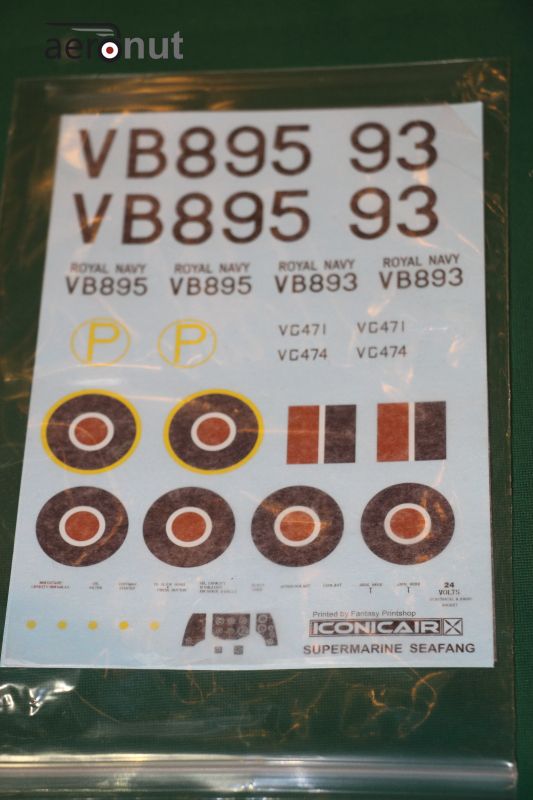 aeronut
VB895 93
VB895 93
ROYAL NAVY ROYAL NAVY ROYAL NAVY ROYAL NAVY
VB895 VB895 VB893 VB893
P P VG471 VG471
VG474 VG474
24
VOLTS
Printed by Fantasy Printshop
ICONICAIR
SUPERMARINE SEAFANG